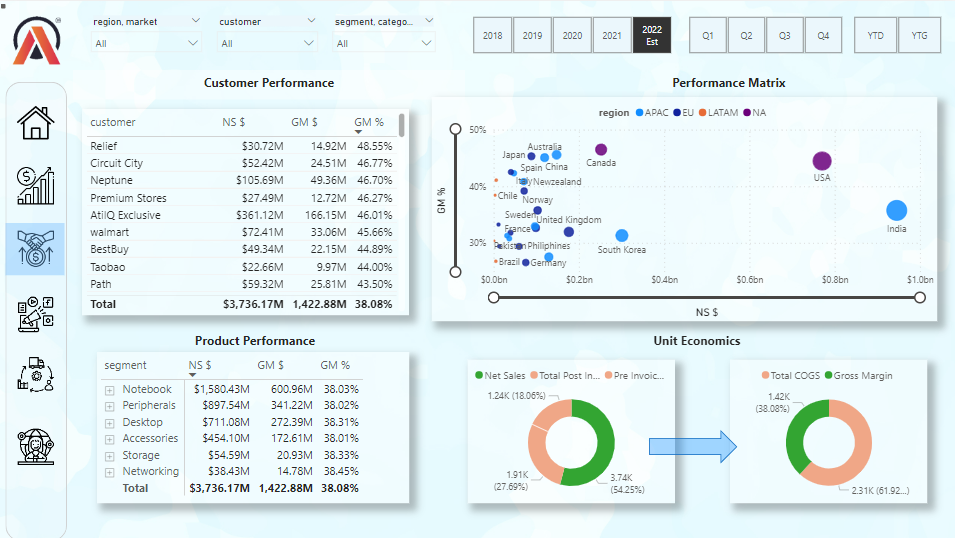 region, market
customer
segment, catego...
All
All
All
2018
2019
2020
2021
2022
Est
Q1
Q2
Q3
Q4
YTD
YTG
Customer Performance
customer NS $ GM $ GM %
Relief $30.72M 14.92M 48.55%
Circuit City $52.42M 24.51M 46.77%
Neptune $105.69M 49.36M 46.70%
Premium Stores $27.49M 12.72M 46.27%
AtliQ Exclusive $361.12M 166.15M 46.01%
walmart $72.41M 33.06M 45.66%
BestBuy $49.34M 22.15M 44.89%
Taobao $22.66M 9.97M 44.00%
Path $59.32M 25.81M 43.50%
Total $3,736.17M 1,422.88M 38.08%
Performance Matrix
region APAC EU LATAM NA
GM %
50%
40%
30%
Australia
Japan
Spain
China
Canada
USA
Italy
Newzealand
Chile
Norway
Sweden
United Kingdom
France
India
South Korea
Pakistan
Philiphines
Brazil
Germany
$0.0bn $0.2bn $0.4bn $0.6bn $0.8bn $1.0bn
NS $
Product Performance
segment NS $ GM $ GM %
Notebook $1,580.43M 600.96M 38.03%
Peripherals $897.54M 341.22M 38.02%
Desktop $711.08M 272.39M 38.31%
Accessories $454.10M 172.61M 38.01%
Storage $54.59M 20.93M 38.33%
Networking $38.43M 14.78M 38.45%
Total $3,736.17M 1,422.88M 38.08%
Unit Economics
Net Sales Total Post In... Pre Invoic...
1.24K (18.06%)
1.91K
(27.69%)
3.74K
(54.25%)
Total COGS Gross Margin
1.42K
(38.08%)
2.31K (61.92...)